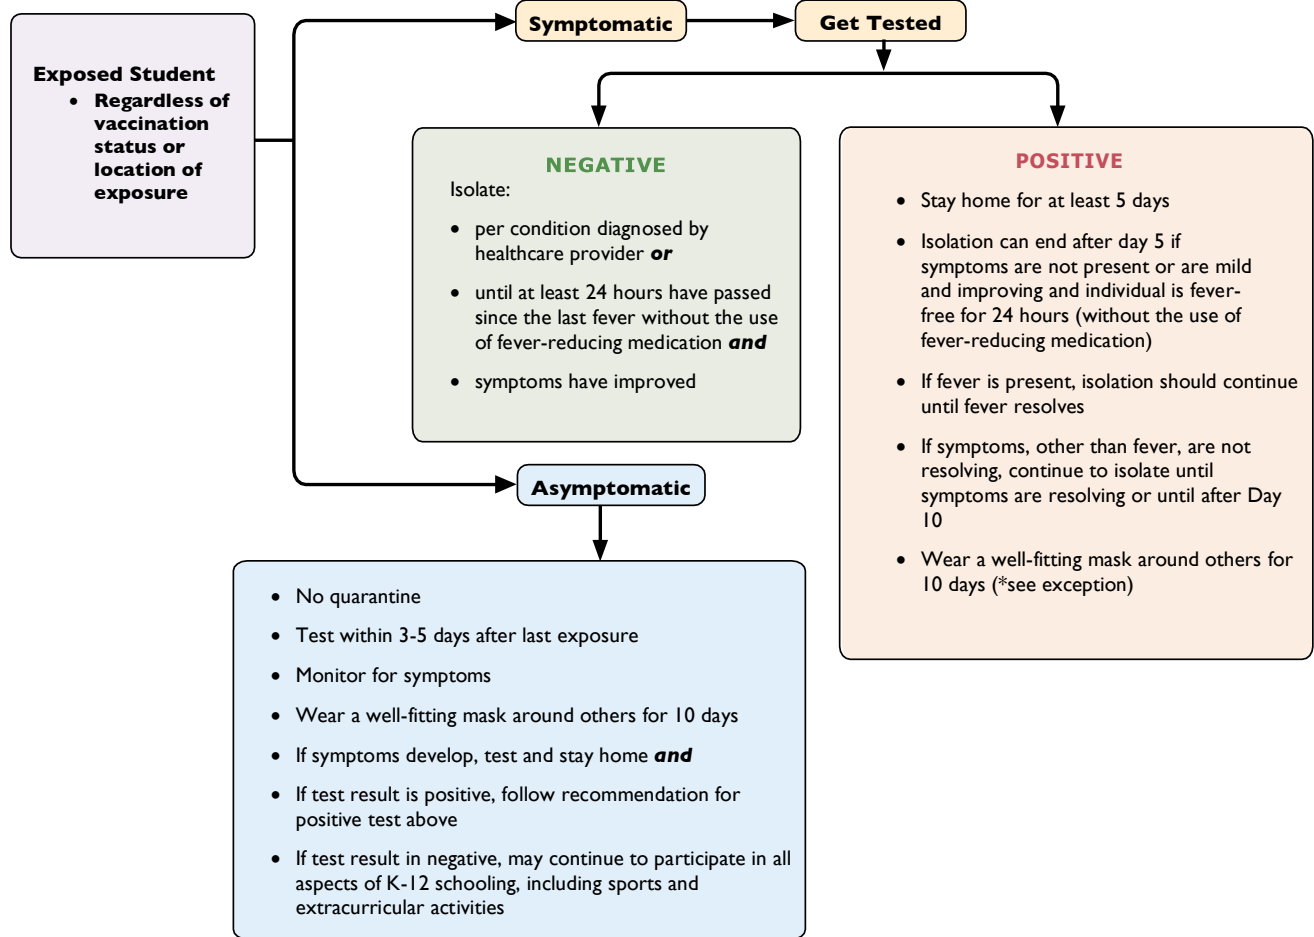 Exposed Student
• Regardless of
vaccination
status or
location of
exposure
Symptomatic
Get Tested
NEGATIVE
Isolate:
• per condition diagnosed by
healthcare provider or
• until at least 24 hours have passed
since the last fever without the use
of fever-reducing medication and
• symptoms have improved
POSITIVE
• Stay home for at least 5 days
• Isolation can end after day 5 if
symptoms are not present or are mild
and improving and individual is fever-
free for 24 hours (without the use of
fever-reducing medication)
• If fever is present, isolation should continue
until fever resolves
• If symptoms, other than fever, are not
resolving, continue to isolate until
symptoms are resolving or until after Day
10
• Wear a well-fitting mask around others for
10 days (*see exception)
Asymptomatic
• No quarantine
• Test within 3-5 days after last exposure
• Monitor for symptoms
• Wear a well-fitting mask around others for 10 days
• If symptoms develop, test and stay home and
• If test result is positive, follow recommendation for
positive test above
• If test result in negative, may continue to participate in all
aspects of K-12 schooling, including sports and
extracurricular activities